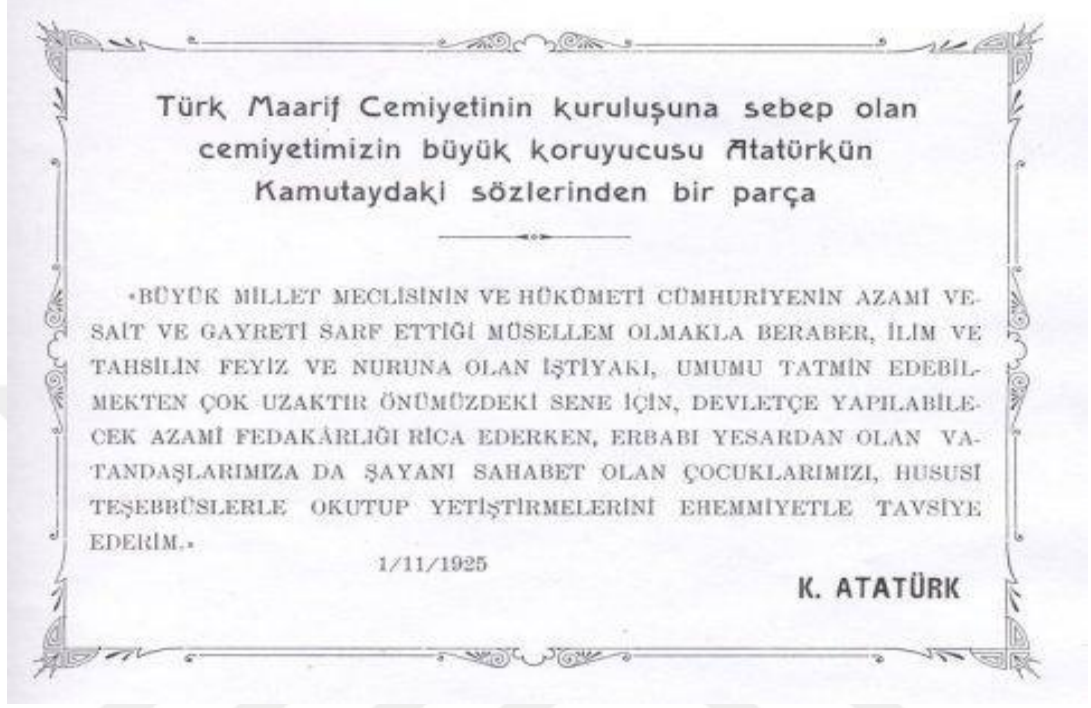 Türk Maarif Cemiyetinin kuruluşuna sebep olan
cemiyetimizin büyük koruyucusu Atatürkün
Kamutaydaki sözlerinden bir parça
«BÜYÜK MİLLET MECLİSİNİN VE HÜKÛMETİ CÜMHURİYENİN AZAMÎ VE-
SAİT VE GAYRETİ SARF ETTİĞİ MÜSELLEM OLMAKLA BERABER, İLİM VE
TAHSİLİN FEYİZ VE NURUNA OLAN İŞTİYAKI, UMUMU TATMİN EDEBİL-
MEKTEN ÇOK UZAKTIR ÖNÜMÜZDEKİ SENE İÇİN, DEVLETÇE YAPILABİLE-
CEK AZAMÎ FEDAKÂRLIĞI RİCA EDERKEN, ERBABI YESARDAN OLAN VA-
TANDAŞLARIMIZA DA ŞAYANI SAHABET OLAN ÇOCUKLARIMIZI, HUSUSÎ
TEŞEBBÜSLERLE OKUTUP YETİŞTİRMELERİNİ EHEMMİYETLE TAVSİYE
EDERİM.»
1/11/1925
K. ATATÜRK